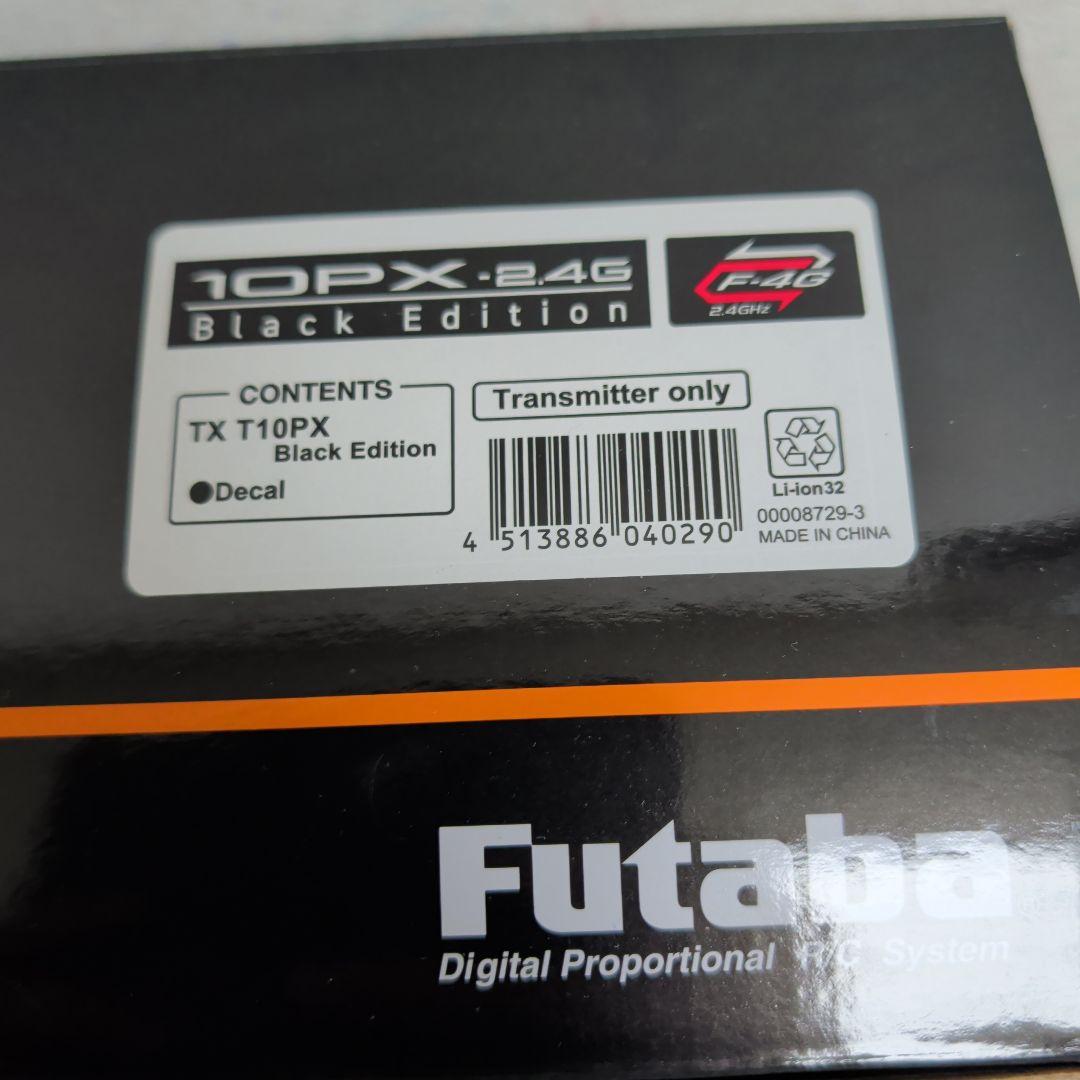 10PX-2.4G
Black Edition
F-4G
2.4GHz
CONTENTS
TX T10PX
Black Edition
●Decal
Transmitter only
4 513886 040290
Li-ion32
00008729-3
MADE IN CHINA
Futaba
Digital Proportional R/C System